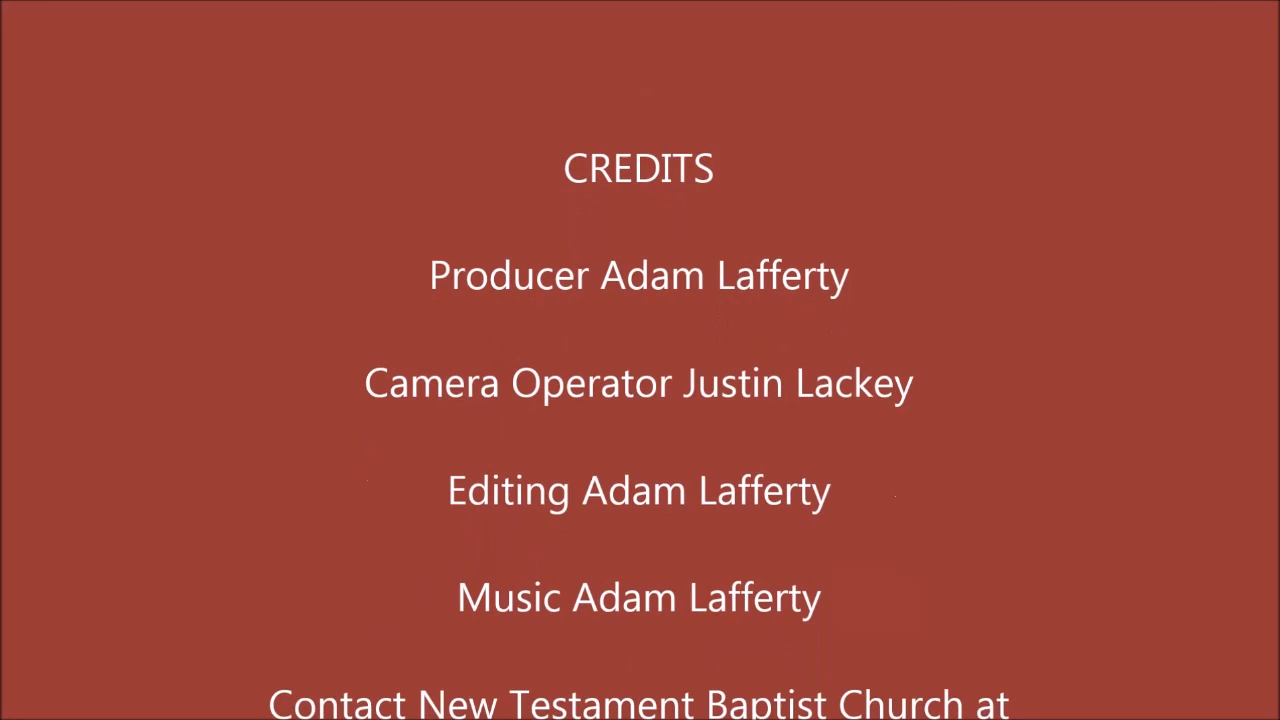 CREDITS
Producer Adam Lafferty
Camera Operator Justin Lackey
Editing Adam Lafferty
Music Adam Lafferty
Contact New Testament Baptist Church at